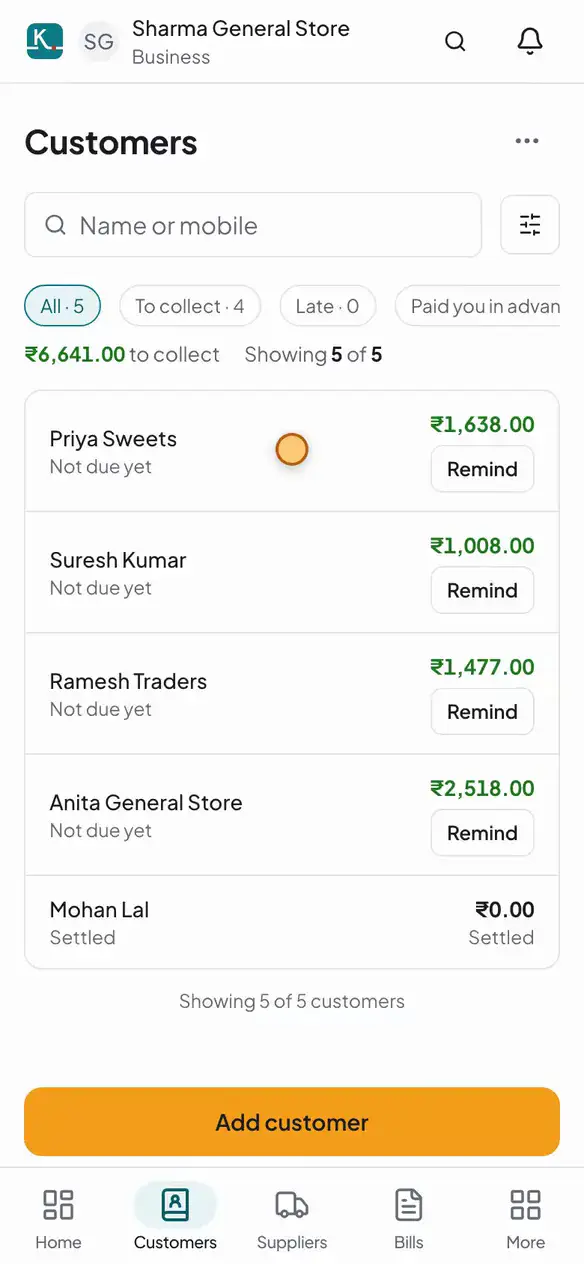 K
SG
Sharma General Store
Business
Customers
Name or mobile
All · 5
To collect · 4
Late · 0
Paid you in advan
₹6,641.00 to collect
Showing 5 of 5
Priya Sweets
Not due yet
₹1,638.00
Remind
Suresh Kumar
Not due yet
₹1,008.00
Remind
Ramesh Traders
Not due yet
₹1,477.00
Remind
Anita General Store
Not due yet
₹2,518.00
Remind
Mohan Lal
Settled
₹0.00
Settled
Showing 5 of 5 customers
Add customer
Home
Customers
Suppliers
Bills
More